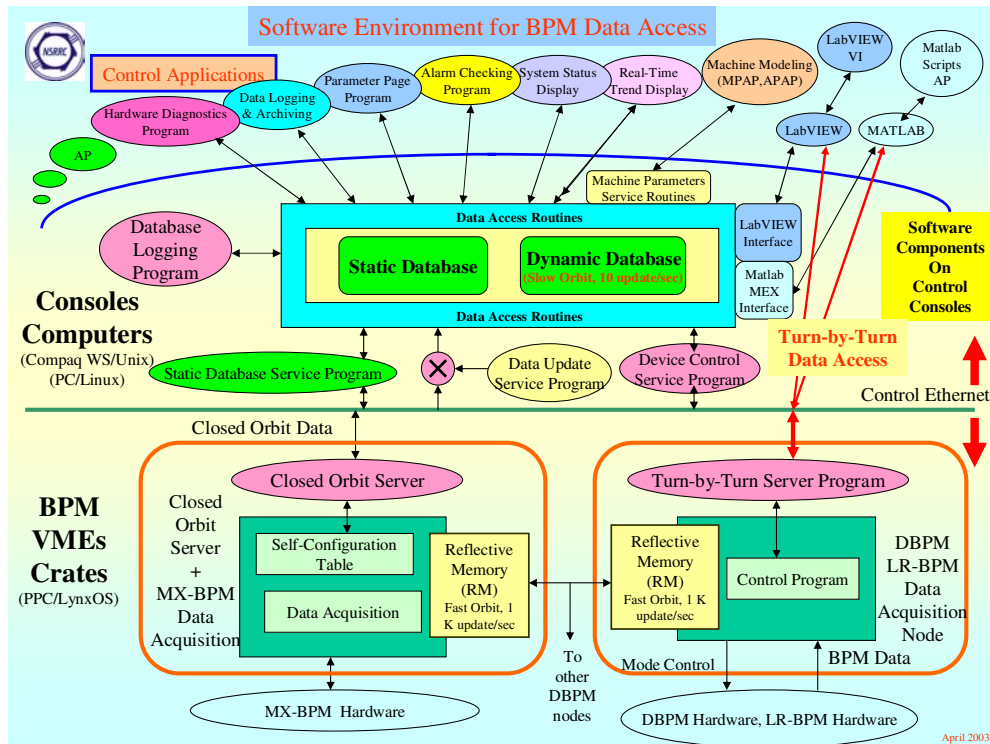 Software Environment for BPM Data Access
NSRRC
Control Applications
AP
Hardware Diagnostics
Program
Data Logging
& Archiving
Parameter Page
Program
Alarm Checking
Program
System Status
Display
Real-Time
Trend Display
Machine Modeling
(MPAP,APAP)
LabVIEW
VI
Matlab
Scripts
AP
LabVIEW
MATLAB
Machine Parameters
Service Routines
Database
Logging
Program
Data Access Routines
Static Database
Dynamic Database
(Slow Orbit, 10 update/sec)
Data Access Routines
LabVIEW
Interface
Matlab
MEX
Interface
Software
Components
On
Control
Consoles
Consoles
Computers
(Compaq WS/Unix)
(PC/Linux)
Static Database Service Program
Data Update
Service Program
Device Control
Service Program
Turn-by-Turn
Data Access
Control Ethernet
Closed Orbit Data
BPM
VMEs
Crates
(PPC/LynxOS)
Closed
Orbit
Server
+
MX-BPM
Data
Acquisition
Closed Orbit Server
Self-Configuration
Table
Data Acquisition
Reflective
Memory
(RM)
Fast Orbit, 1
K update/sec
MX-BPM Hardware
To
other
DBPM
nodes
Turn-by-Turn Server Program
Reflective
Memory
(RM)
Fast Orbit, 1 K
update/sec
Control Program
DBPM
LR-BPM
Data
Acquisition
Node
Mode Control
BPM Data
DBPM Hardware, LR-BPM Hardware
April 2003